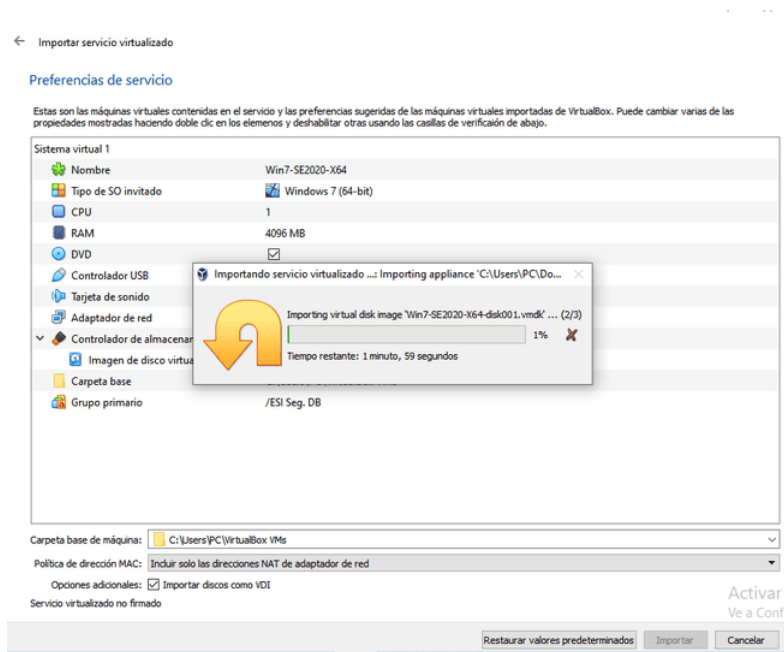 Importar servicio virtualizado
Preferencias de servicio
Estas son las máquinas virtuales contenidas en el servicio y las preferencias sugeridas de las máquinas virtuales importadas de VirtualBox. Puede cambiar varias de las
propiedades mostradas haciendo doble clic en los elemenos y deshabilitar otras usando las casillas de verificaión de abajo.
Sistema virtual 1
Nombre Win7-SE2020-X64
Tipo de SO invitado Windows 7 (64-bit)
CPU 1
RAM 4096 MB
DVD
Controlador USB
Tarjeta de sonido
Adaptador de red
Controlador de almacenar
Imagen de disco virtua
Carpeta base
Grupo primario /ESI Seg. DB
Importando servicio virtualizado ...: Importing appliance 'C:\Users\PC\Do...
Importing virtual disk image 'Win7-SE2020-X64-disk001.vmdk' ... (2/3)
1%
Tiempo restante: 1 minuto, 59 segundos
Carpeta base de máquina: C:\Users\PC\VirtualBox VMs
Política de dirección MAC: Incluir solo las direcciones NAT de adaptador de red
Opciones adicionales: Importar discos como VDI
Servicio virtualizado no firmado
Activar
Ve a Conf
Restaurar valores predeterminados Importar Cancelar